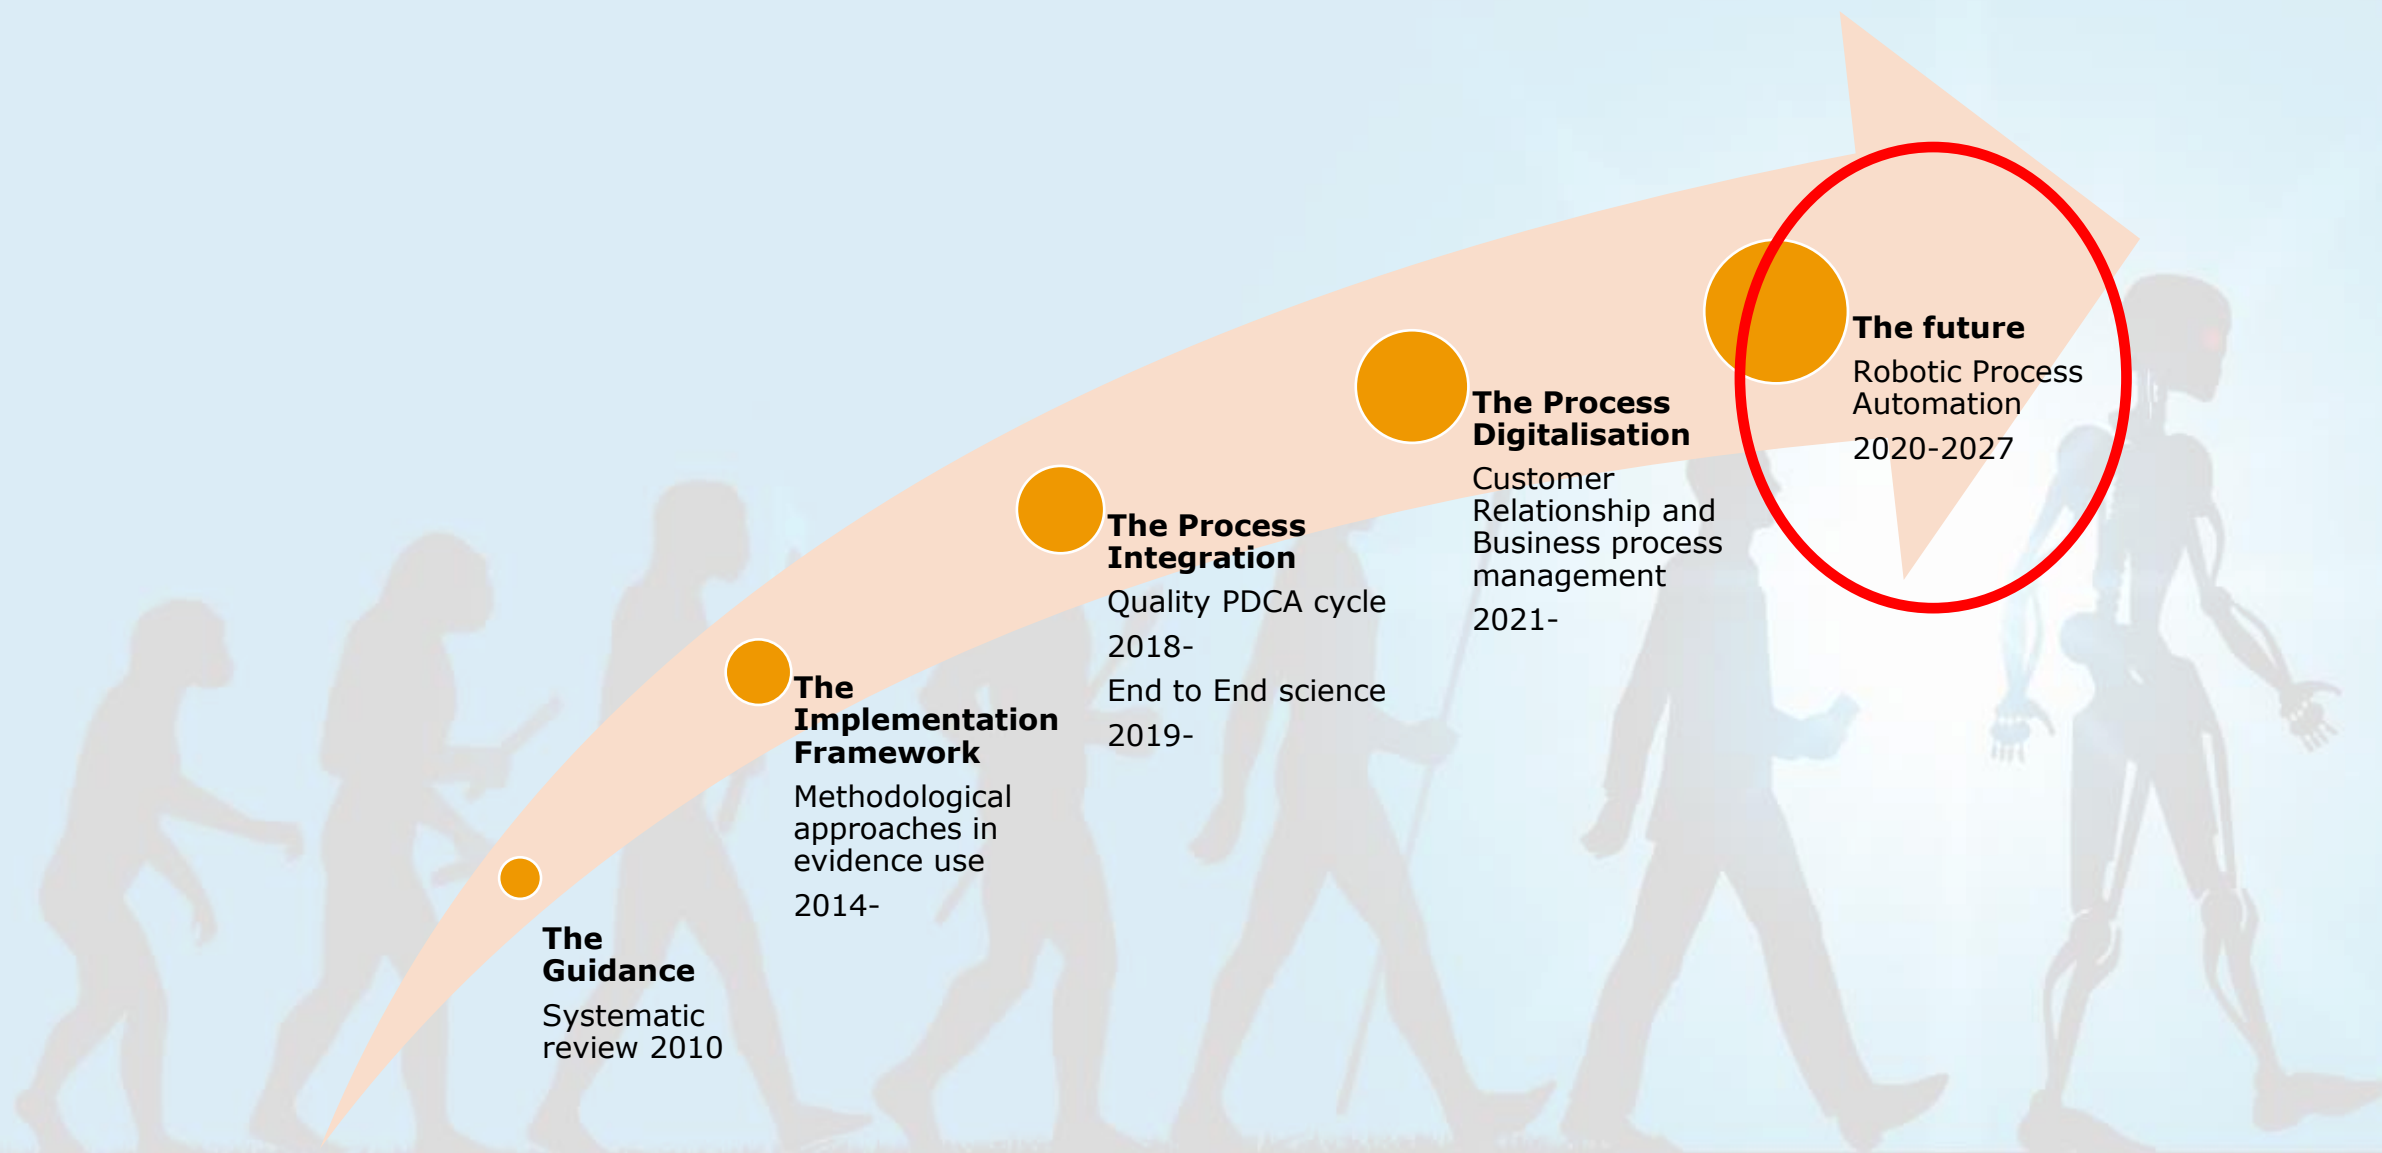 The
Guidance
Systematic
review 2010
The
Implementation
Framework
Methodological
approaches in
evidence use
2014-
The Process
Integration
Quality PDCA cycle
2018-
End to End science
2019-
The Process
Digitalisation
Customer
Relationship and
Business process
management
2021-
The future
Robotic Process
Automation
2020-2027